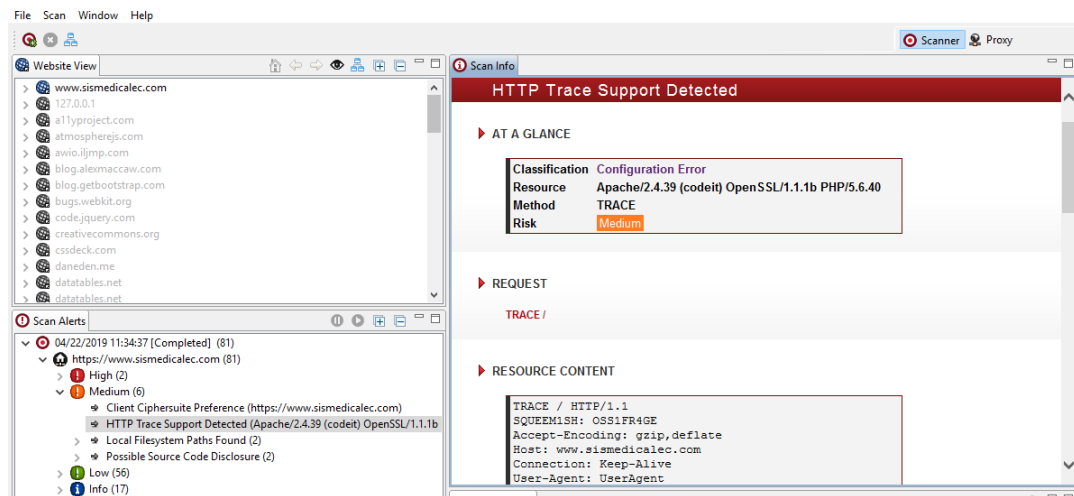 File Scan Window Help
Scanner Proxy
Website View
www.sismedicalec.com
127.0.0.1
a11yproject.com
atmospherejs.com
awio.iljmp.com
blog.alexmaccaw.com
blog.getbootstrap.com
bugs.webkit.org
code.jquery.com
creativecommons.org
cssdeck.com
daneden.me
datatables.net
datatables.net
Scan Alerts
04/22/2019 11:34:37 [Completed] (81)
https://www.sismedicalec.com (81)
High (2)
Medium (6)
Client Ciphersuite Preference (https://www.sismedicalec.com)
HTTP Trace Support Detected (Apache/2.4.39 (codeit) OpenSSL/1.1.1b
Local Filesystem Paths Found (2)
Possible Source Code Disclosure (2)
Low (56)
Info (17)
Scan Info
HTTP Trace Support Detected
AT A GLANCE
Classification Configuration Error
Resource Apache/2.4.39 (codeit) OpenSSL/1.1.1b PHP/5.6.40
Method TRACE
Risk Medium
REQUEST
TRACE /
RESOURCE CONTENT
TRACE / HTTP/1.1
SQUEEM1SH: OSS1FR4GE
Accept-Encoding: gzip,deflate
Host: www.sismedicalec.com
Connection: Keep-Alive
User-Agent: UserAgent